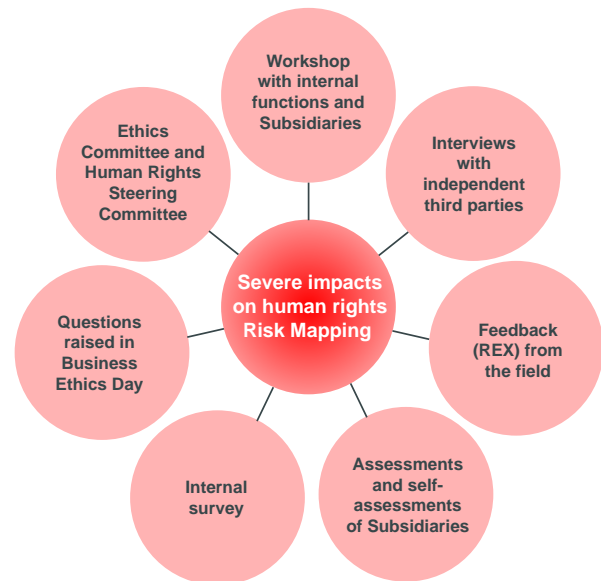 Workshop
with internal
functions and
Subsidiaries
Ethics
Committee and
Human Rights
Steering
Committee
Interviews
with
independent
third parties
Severe impacts
on human rights
Risk Mapping
Questions
raised in
Business
Ethics Day
Feedback
(REX) from
the field
Internal
survey
Assessments
and self-
assessments
of Subsidiaries